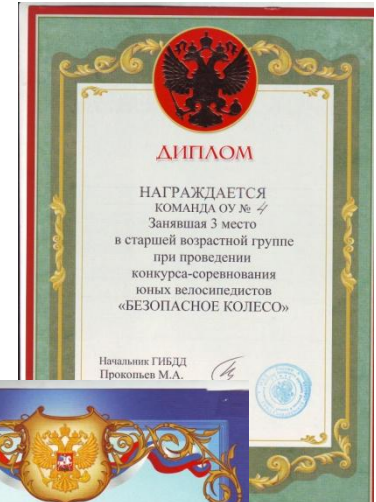 ДИПЛОМ
НАГРАЖДАЕТСЯ
КОМАНДА ОУ № 4
Занявшая 3 место
в старшей возрастной группе
при проведении
конкурса-соревнования
юных велосипедистов
«БЕЗОПАСНОЕ КОЛЕСО»
Начальник ГИБДД
Прокопьев М.А.